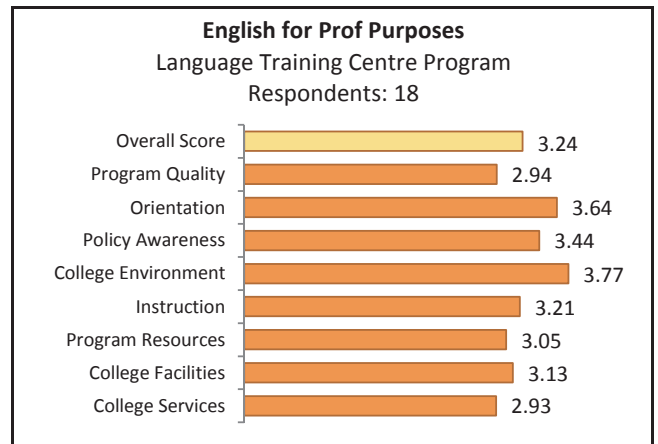 English for Prof Purposes
Language Training Centre Program
Respondents: 18
Overall Score 3.24
Program Quality 2.94
Orientation 3.64
Policy Awareness 3.44
College Environment 3.77
Instruction 3.21
Program Resources 3.05
College Facilities 3.13
College Services 2.93